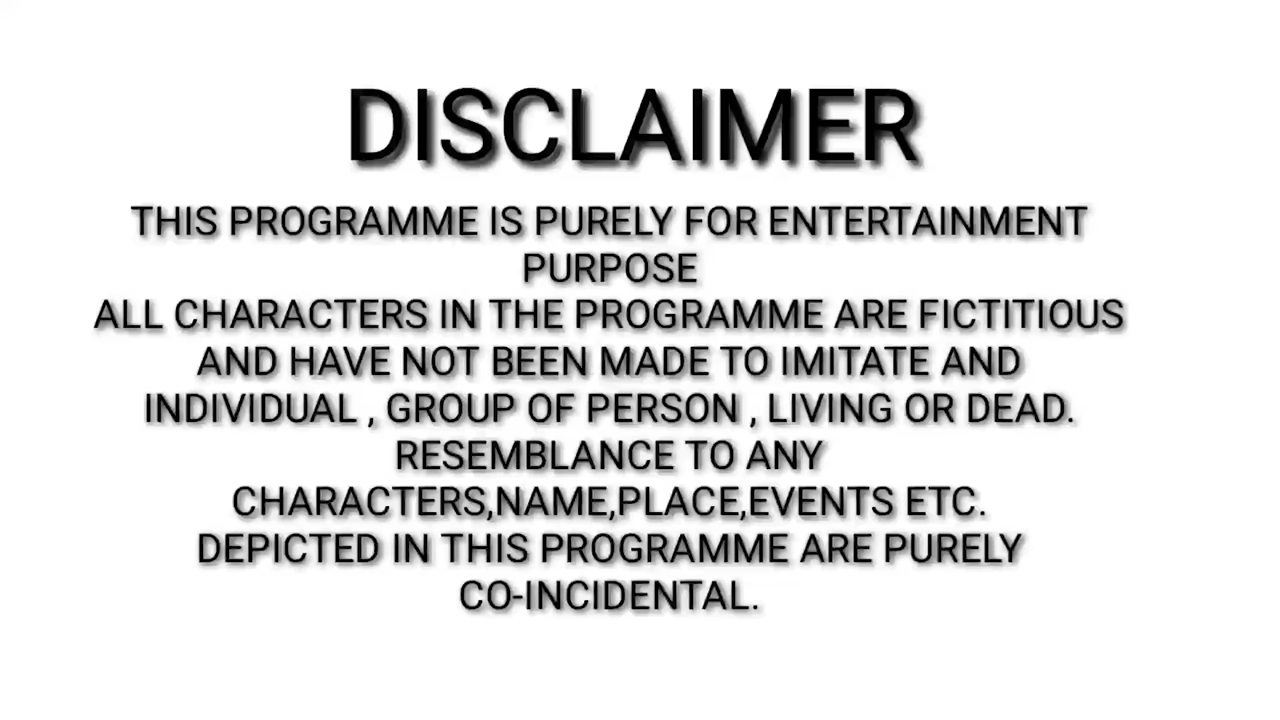 DISCLAIMER
THIS PROGRAMME IS PURELY FOR ENTERTAINMENT
PURPOSE
ALL CHARACTERS IN THE PROGRAMME ARE FICTITIOUS
AND HAVE NOT BEEN MADE TO IMITATE AND
INDIVIDUAL , GROUP OF PERSON , LIVING OR DEAD.
RESEMBLANCE TO ANY
CHARACTERS,NAME,PLACE,EVENTS ETC.
DEPICTED IN THIS PROGRAMME ARE PURELY
CO-INCIDENTAL.